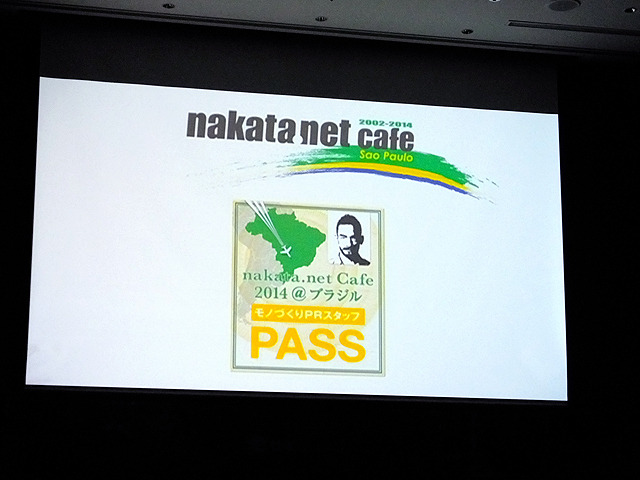 2002-2014
nakata.net cafe
Sao Paulo
nakata.net Cafe
2014@ブラジル
モノづくりPRスタッフ
PASS